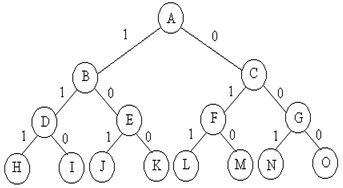 A
1 0
B C
1 0 1 0
D E F G
1 0 1 0 1 0 1 0
H I J K L M N O